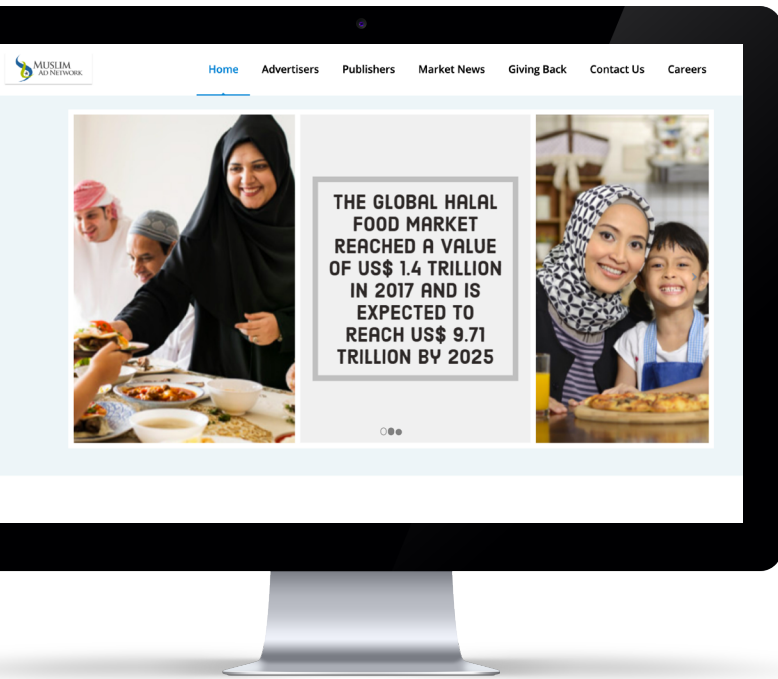 MUSLIM
AD NETWORK
Home Advertisers Publishers Market News Giving Back Contact Us Careers
THE GLOBAL HALAL
FOOD MARKET
REACHED A VALUE
OF US$ 1.4 TRILLION
IN 2017 AND IS
EXPECTED TO
REACH US$ 9.71
TRILLION BY 2025